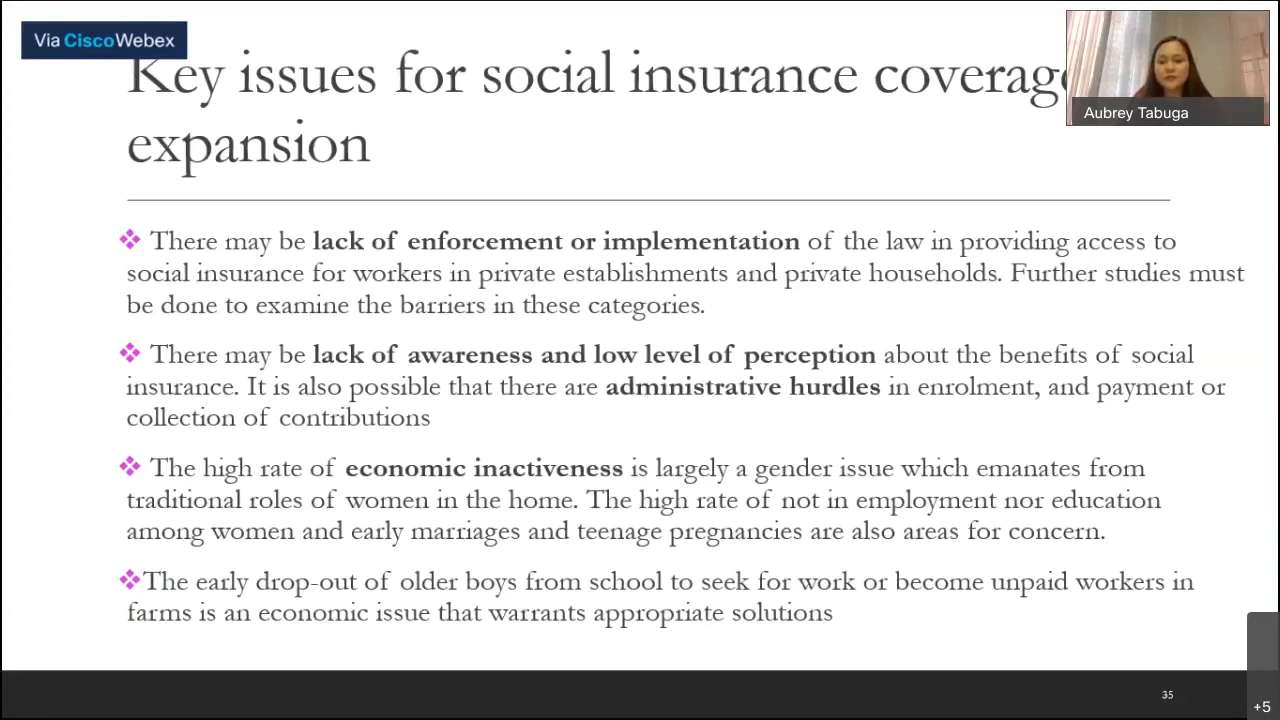 Via CiscoWebex
Key issues for social insurance coverage
expansion
Aubrey Tabuga
❖ There may be lack of enforcement or implementation of the law in providing access to
social insurance for workers in private establishments and private households. Further studies must
be done to examine the barriers in these categories.
❖ There may be lack of awareness and low level of perception about the benefits of social
insurance. It is also possible that there are administrative hurdles in enrolment, and payment or
collection of contributions
❖ The high rate of economic inactiveness is largely a gender issue which emanates from
traditional roles of women in the home. The high rate of not in employment nor education
among women and early marriages and teenage pregnancies are also areas for concern.
❖The early drop-out of older boys from school to seek for work or become unpaid workers in
farms is an economic issue that warrants appropriate solutions
35
+5